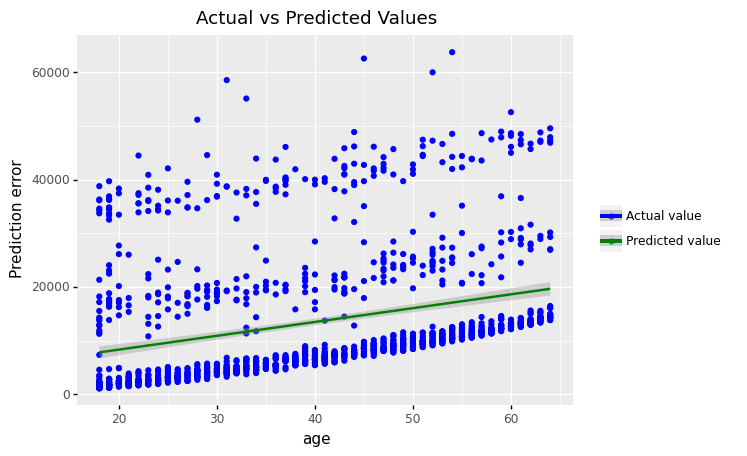 Actual vs Predicted Values
Prediction error
60000
40000
20000
0
20 30 40 50 60
age
Actual value
Predicted value